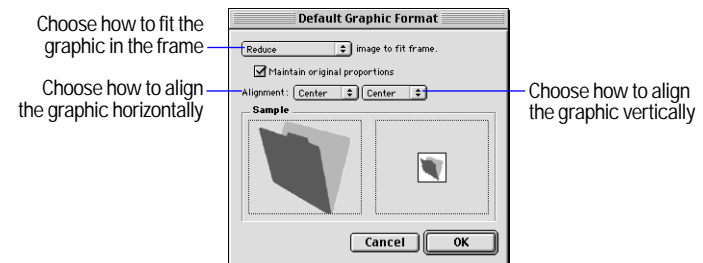 Choose how to fit the
graphic in the frame
Default Graphic Format
Reduce image to fit frame.
Maintain original proportions
Choose how to align
the graphic horizontally
Alignment: Center Center
Choose how to align
the graphic vertically
Sample
Cancel OK